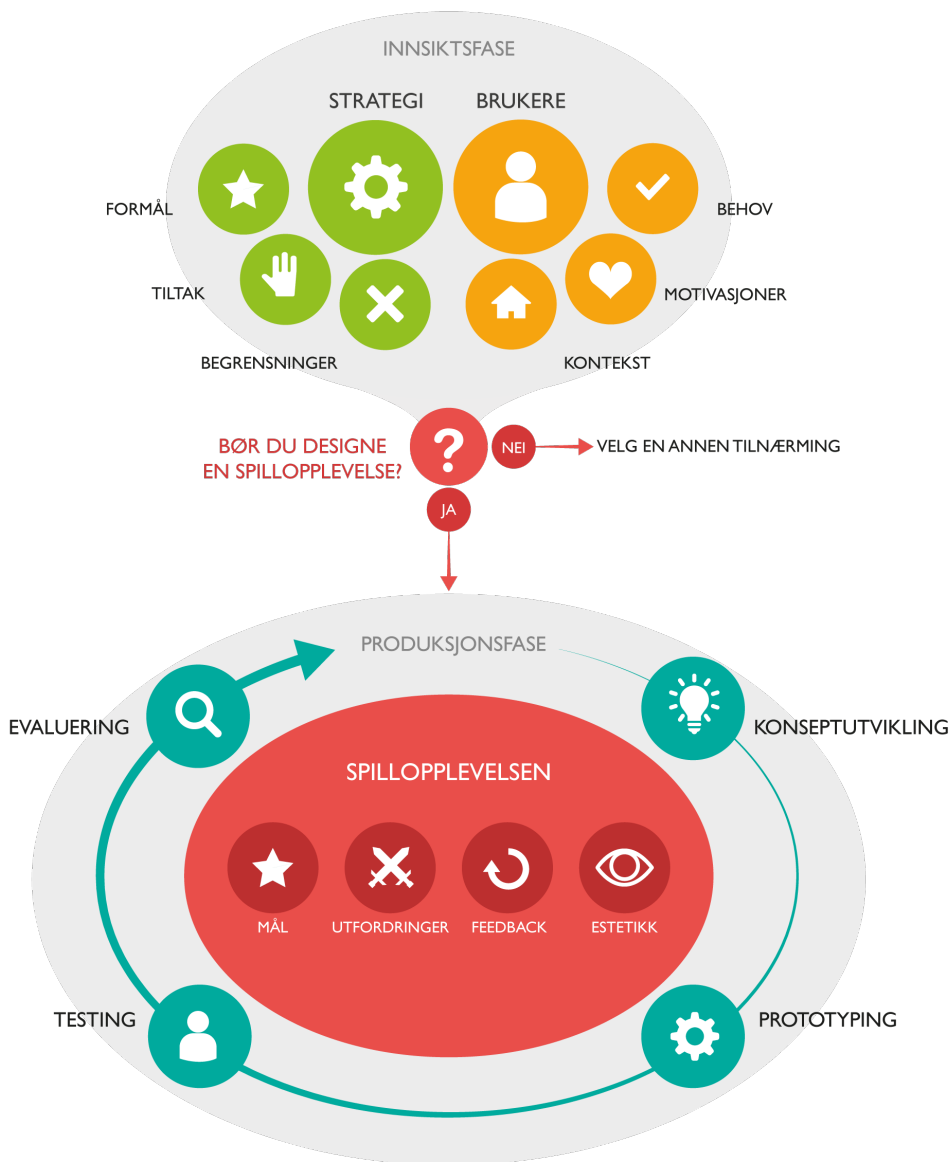 INNSIKTSFASE
STRATEGI
BRUKERE
FORMÅL
BEHOV
TILTAK
MOTIVASJONER
BEGRENSNINGER
KONTEKST
BØR DU DESIGNE
EN SPILLOPPLEVELSE?
?
NEI
VELG EN ANNEN TILNÆRMING
JA
PRODUKSJONSFASE
EVALUERING
KONSEPTUTVIKLING
SPILLOPPLEVELSEN
MÅL
UTFORDRINGER
FEEDBACK
ESTETIKK
TESTING
PROTOTYPING